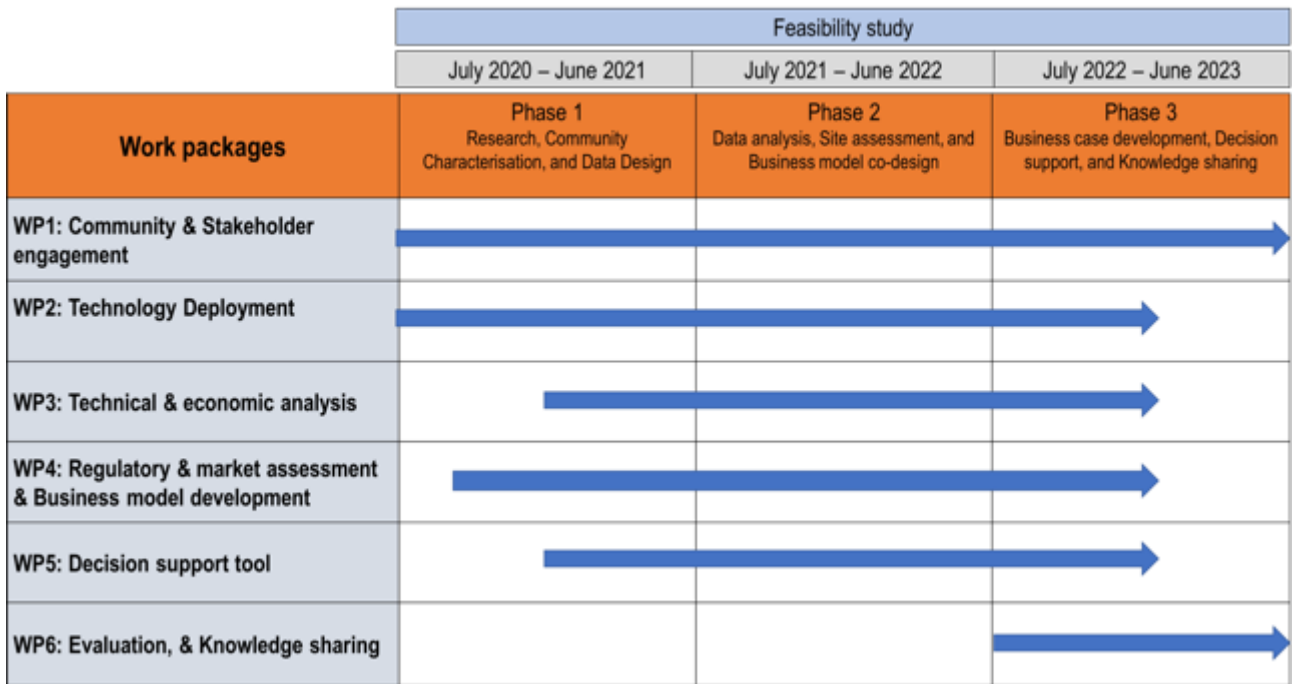 Feasibility study
July 2020 – June 2021
July 2021 – June 2022
July 2022 – June 2023
Work packages
Phase 1
Research, Community
Characterisation, and Data Design
Phase 2
Data analysis, Site assessment, and
Business model co-design
Phase 3
Business case development, Decision
support, and Knowledge sharing
WP1: Community & Stakeholder
engagement
WP2: Technology Deployment
WP3: Technical & economic analysis
WP4: Regulatory & market assessment
& Business model development
WP5: Decision support tool
WP6: Evaluation, & Knowledge sharing